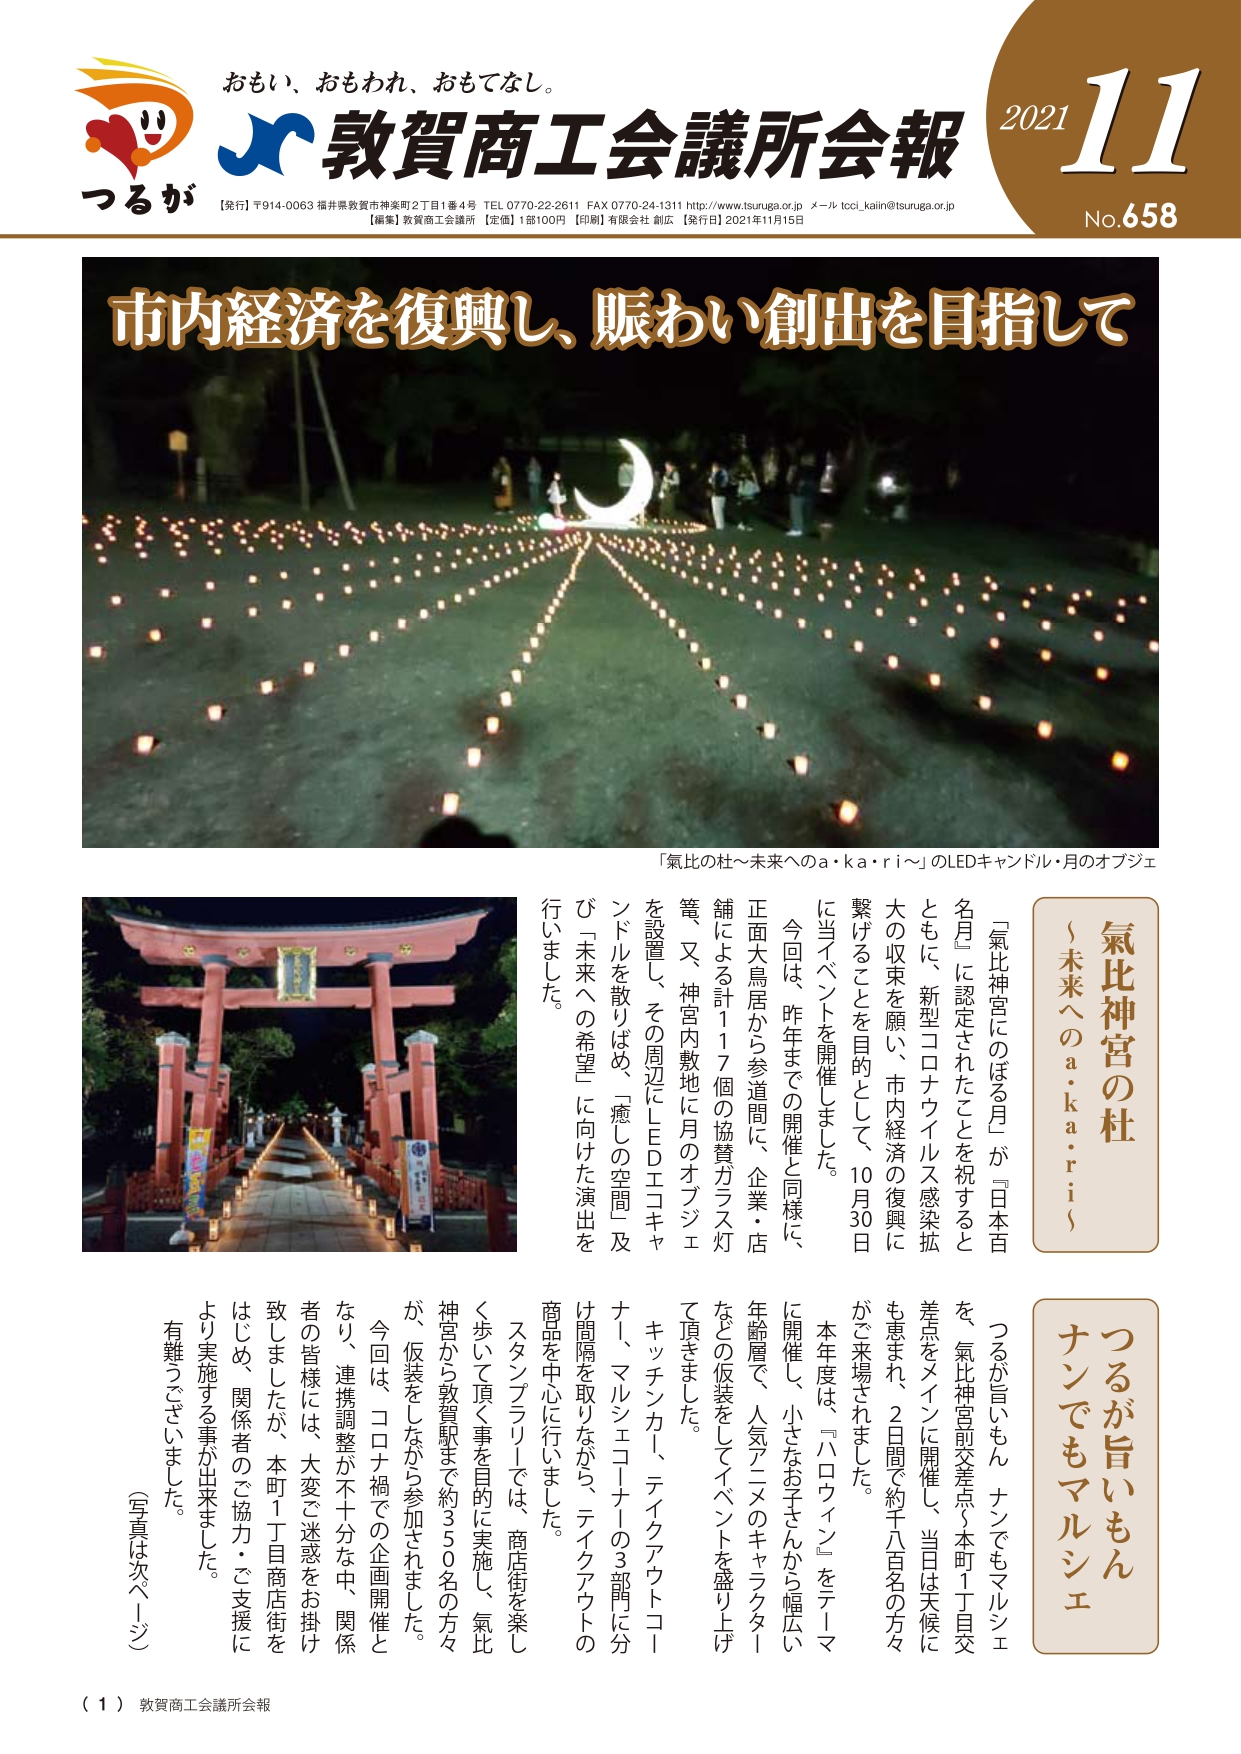 おもい、おもわれ、おもてなし。
つるが
敦賀商工会議所会報
2021
11
No.658
【発行】〒914-0063 福井県敦賀市神楽町2丁目1番4号 TEL 0770-22-2611 FAX 0770-24-1311 http://www.tsuruga.or.jp メール tcci_kaiin@tsuruga.or.jp
【編集】敦賀商工会議所 【定価】1部100円 【印刷】有限会社 創広 【発行日】2021年11月15日
市内経済を復興し、賑わい創出を目指して
「氣比の杜～未来へのa・ka・ri～」のLEDキャンドル・月のオブジェ
氣比神宮の杜
～未来へのa・ka・ri～
「氣比神宮にのぼる月」が『日本百
名月』に認定されたことを祝すると
ともに、新型コロナウイルス感染拡
大の収束を願い、市内経済の復興に
繋げることを目的として、10月30日
に当イベントを開催しました。
今回は、昨年までの開催と同様に、
正面大鳥居から参道間に、企業・店
舗による計117個の協賛ガラス灯
篭、又、神宮内敷地に月のオブジェ
を設置し、その周辺にLEDエコキャ
ンドルを散りばめ、「癒しの空間」及
び「未来への希望」に向けた演出を
行いました。
つるが旨いもん
ナンでもマルシェ
つるが旨いもん ナンでもマルシェ
を、氣比神宮前交差点～本町1丁目交
差点をメインに開催し、当日は天候に
も恵まれ、2日間で約千八百名の方々
がご来場されました。
本年度は、『ハロウィン』をテーマ
に開催し、小さなお子さんから幅広い
年齢層で、人気アニメのキャラクター
などの仮装をしてイベントを盛り上げ
て頂きました。
キッチンカー、テイクアウトコー
ナー、マルシェコーナーの3部門に分
け間隔を取りながら、テイクアウトの
商品を中心に行いました。
スタンプラリーでは、商店街を楽し
く歩いて頂く事を目的に実施し、氣比
神宮から敦賀駅まで約350名の方々
が、仮装をしながら参加されました。
今回は、コロナ禍での企画開催と
なり、連携調整が不十分な中、関係
者の皆様には、大変ご迷惑をお掛け
致しましたが、本町1丁目商店街を
はじめ、関係者のご協力・ご支援に
より実施する事が出来ました。
有難うございました。
（写真は次ページ）
（1） 敦賀商工会議所会報